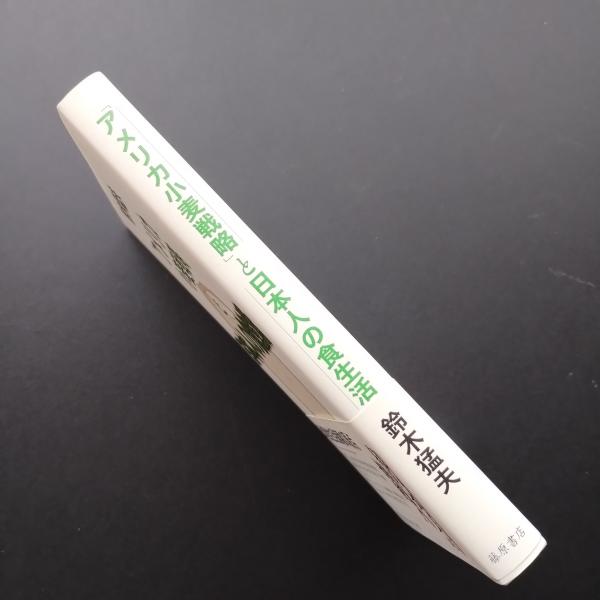 「アメリカ小麦戦略」と日本人の食生活
鈴木猛夫
藤原書店